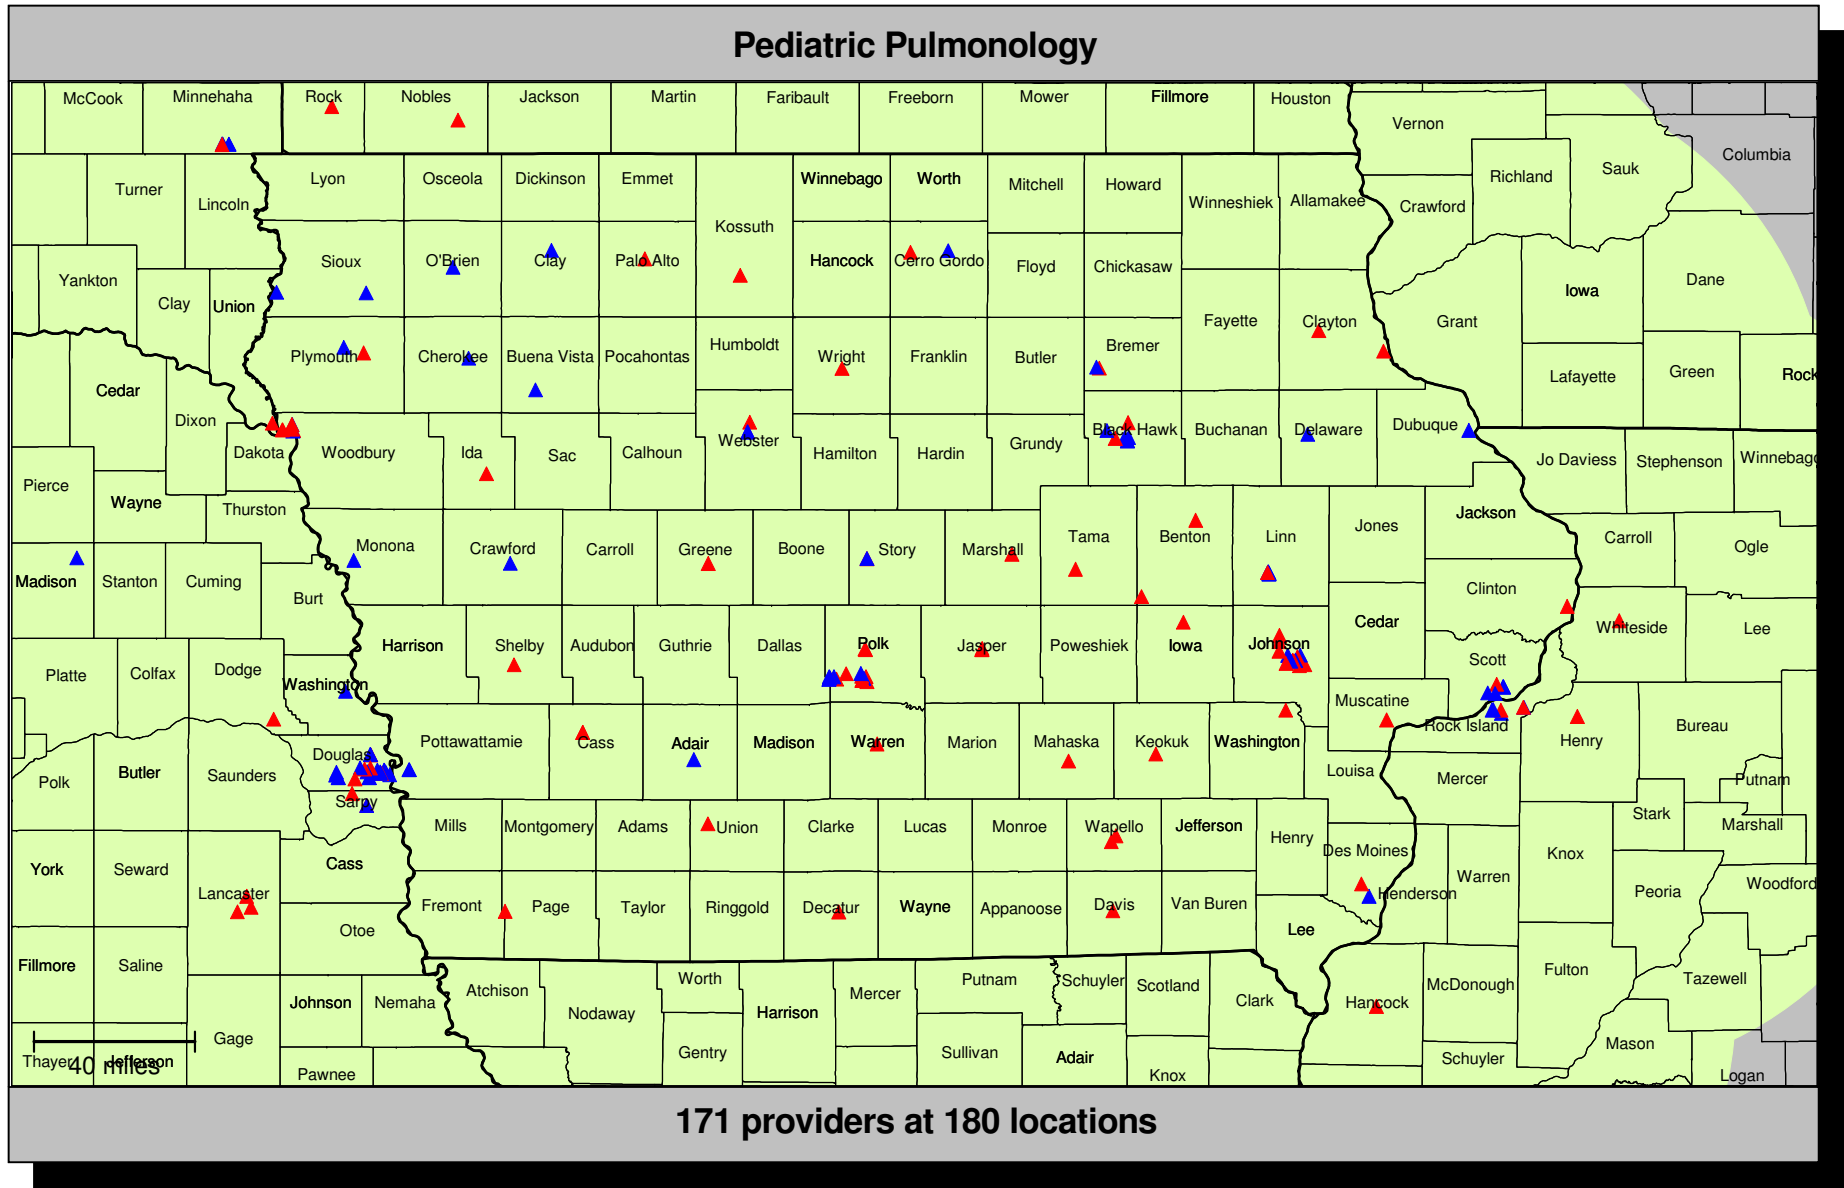 Pediatric Pulmonology
McCook Minnehaha Rock Nobles Jackson Martin Faribault Freeborn Mower Fillmore Houston
Vernon
Columbia
Turner Lincoln Lyon Osceola Dickinson Emmet Winnebago Worth Mitchell Howard Winneshiek Allamakee Crawford Richland Sauk
Kossuth
Yankton Clay Union Sioux O'Brien Clay Palo Alto Hancock Cerro Gordo Floyd Chickasaw Iowa Dane
Cedar Plymouth Cherokee Buena Vista Pocahontas Humboldt Wright Franklin Butler Bremer Fayette Clayton Grant Lafayette Green Rock
Dixon Dakota Woodbury Ida Sac Calhoun Webster Hamilton Hardin Grundy Black Hawk Buchanan Delaware Dubuque Jo Daviess Stephenson Winnebago
Pierce Wayne Thurston
Monona Crawford Carroll Greene Boone Story Marshall Tama Benton Linn Jones Jackson Carroll Ogle
Madison Stanton Cuming Burt Clinton
Harrison Shelby Audubon Guthrie Dallas Polk Jasper Poweshiek Iowa Johnson Cedar Whiteside Lee
Platte Colfax Dodge Washington Scott
Muscatine Rock Island
Pottawattamie Cass Adair Madison Warren Marion Mahaska Keokuk Washington Henry Bureau
Polk Butler Saunders Douglas Louisa Mercer Putnam
Sarpy Mills Montgomery Adams Union Clarke Lucas Monroe Wapello Jefferson Henry Des Moines Stark Marshall
York Seward Cass Knox
Lancaster Fremont Page Taylor Ringgold Decatur Wayne Appanoose Davis Van Buren Henderson Warren Peoria Woodford
Otoe Lee
Fillmore Saline Johnson Nemaha Atchison Nodaway Worth Harrison Mercer Putnam Schuyler Scotland Clark Hancock McDonough Fulton Tazewell
Gage Gentry Sullivan Adair Schuyler Mason
Thayer Jefferson Pawnee Knox Logan
40 miles
171 providers at 180 locations